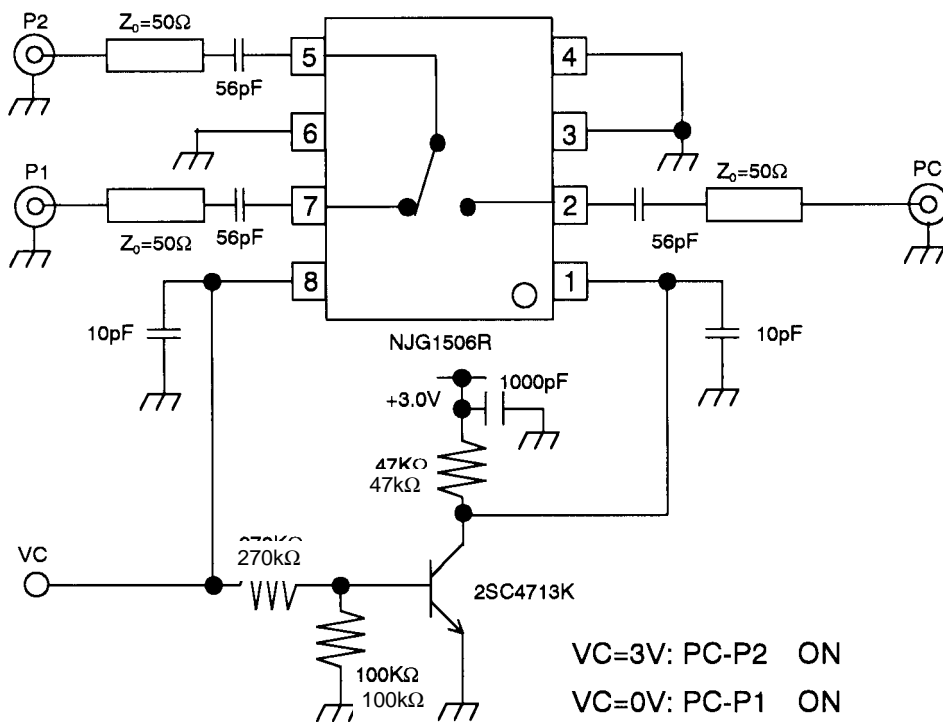 P2
Z₀=50Ω
56pF
5
4
6
3
P1
Z₀=50Ω
56pF
7
2
56pF
Z₀=50Ω
PC
8
1
10pF
10pF
NJG1506R
+3.0V
1000pF
47KΩ
47kΩ
VC
270KΩ
270kΩ
2SC4713K
100KΩ
100kΩ
VC=3V: PC-P2 ON
VC=0V: PC-P1 ON